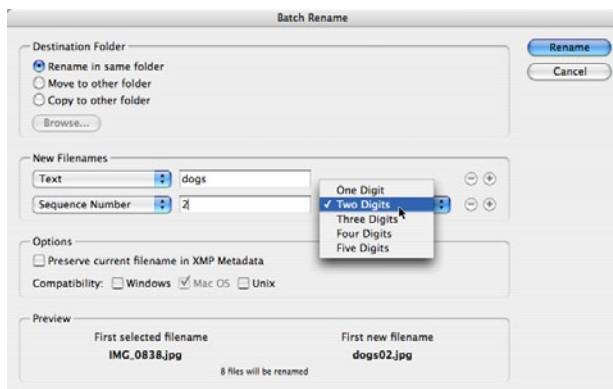 Batch Rename
Destination Folder
Rename in same folder
Rename
Move to other folder
Cancel
Copy to other folder
Browse...
New Filenames
Text dogs
One Digit
Sequence Number 2 Two Digits
Three Digits
Four Digits
Five Digits
Options
Preserve current filename in XMP Metadata
Compatibility: Windows Mac OS Unix
Preview
First selected filename First new filename
IMG_0838.jpg dogs02.jpg
8 files will be renamed